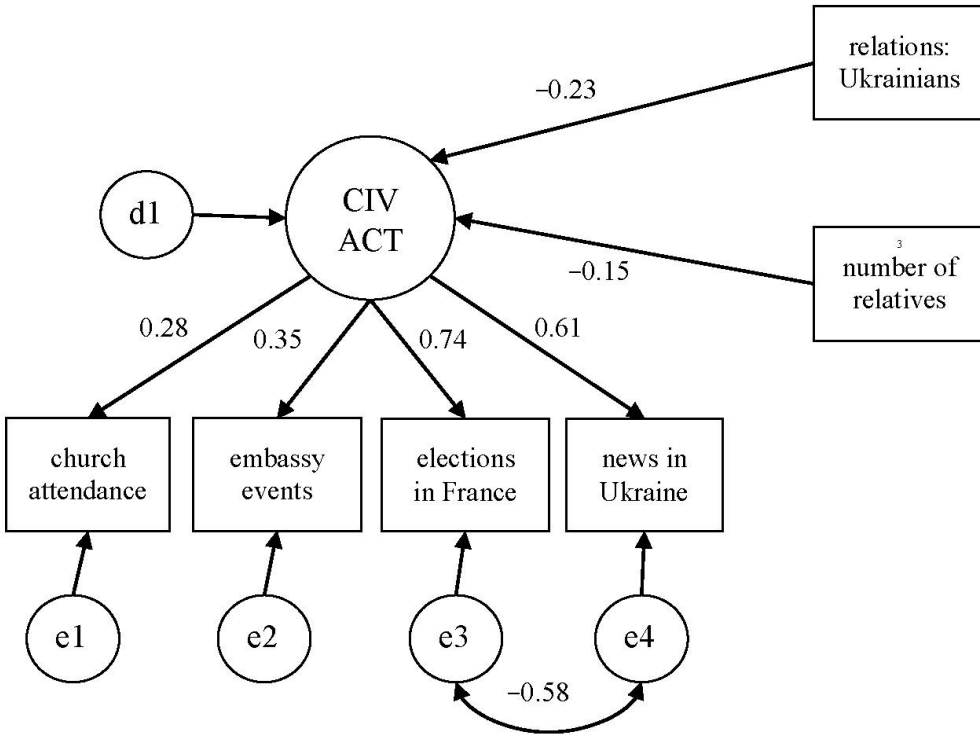 relations:
Ukrainians
−0.23
CIV
ACT
d1
3
number of
relatives
−0.15
0.28
0.35
0.74
0.61
church
attendance
embassy
events
elections
in France
news in
Ukraine
e1
e2
e3
e4
−0.58